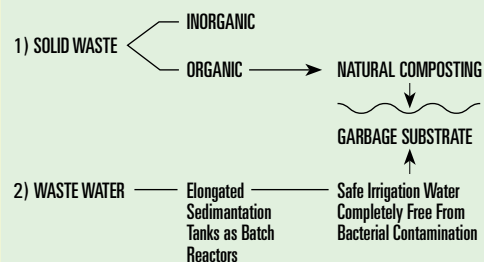 INORGANIC
1) SOLID WASTE
ORGANIC
NATURAL COMPOSTING
GARBAGE SUBSTRATE
2) WASTE WATER
Elongated
Sedimantation
Tanks as Batch
Reactors
Safe Irrigation Water
Completely Free From
Bacterial Contamination